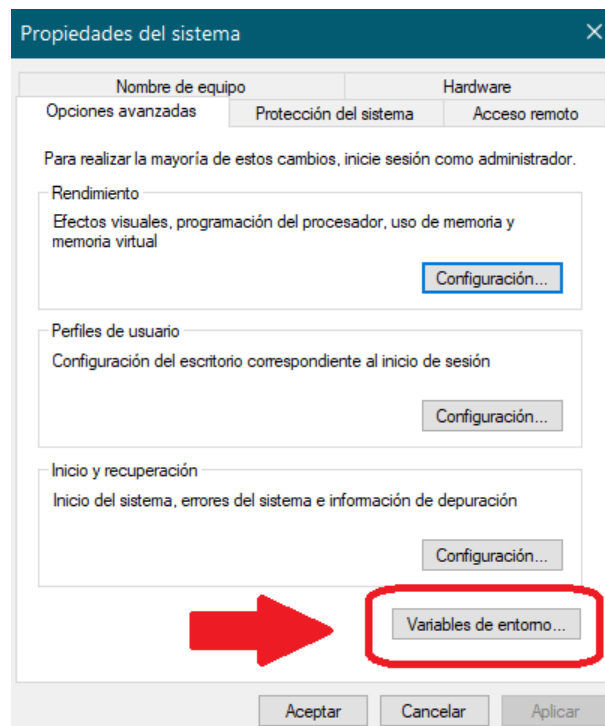 Propiedades del sistema
Nombre de equipo
Hardware
Opciones avanzadas
Protección del sistema
Acceso remoto
Para realizar la mayoría de estos cambios, inicie sesión como administrador.
Rendimiento
Efectos visuales, programación del procesador, uso de memoria y
memoria virtual
Configuración...
Perfiles de usuario
Configuración del escritorio correspondiente al inicio de sesión
Configuración...
Inicio y recuperación
Inicio del sistema, errores del sistema e información de depuración
Configuración...
Variables de entorno...
Aceptar
Cancelar
Aplicar